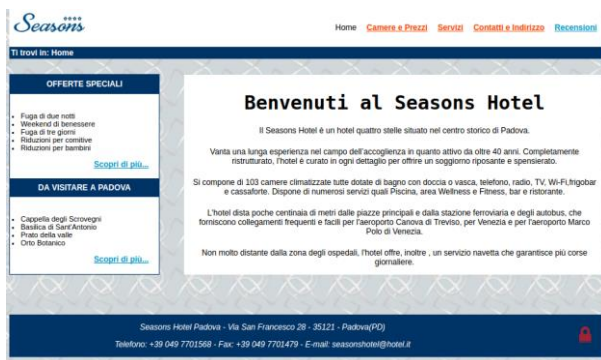 Seasons
Home Camere e Prezzi Servizi Contatti e Indirizzo Recensioni
Ti trovi in: Home
OFFERTE SPECIALI
Fuga di due notti
Weekend di benessere
Fuga di tre giorni
Riduzioni per comitive
Riduzioni per bambini
Scopri di più...
DA VISITARE A PADOVA
Cappella degli Scrovegni
Basilica di Sant'Antonio
Prato della valle
Orto Botanico
Scopri di più...
Benvenuti al Seasons Hotel
Il Seasons Hotel è un hotel quattro stelle situato nel centro storico di Padova.
Vanta una lunga esperienza nel campo dell'accoglienza in quanto attivo da oltre 40 anni. Completamente
ristrutturato, l'hotel è curato in ogni dettaglio per offrire un soggiorno riposante e spensierato.
Si compone di 103 camere climatizzate tutte dotate di bagno con doccia o vasca, telefono, radio, TV, Wi-Fi,frigobar
e cassaforte. Dispone di numerosi servizi quali Piscina, area Wellness e Fitness, bar e ristorante.
L'hotel dista poche centinaia di metri dalle piazze principali e dalla stazione ferroviaria e degli autobus, che
forniscono collegamenti frequenti e facili per l'aeroporto Canova di Treviso, per Venezia e per l'aeroporto Marco
Polo di Venezia.
Non molto distante dalla zona degli ospedali, l'hotel offre, inoltre , un servizio navetta che garantisce più corse
giornaliere.
Seasons Hotel Padova - Via San Francesco 28 - 35121 - Padova(PD)
Telefono: +39 049 7701568 - Fax: +39 049 7701479 - E-mail: seasonshotel@hotel.it